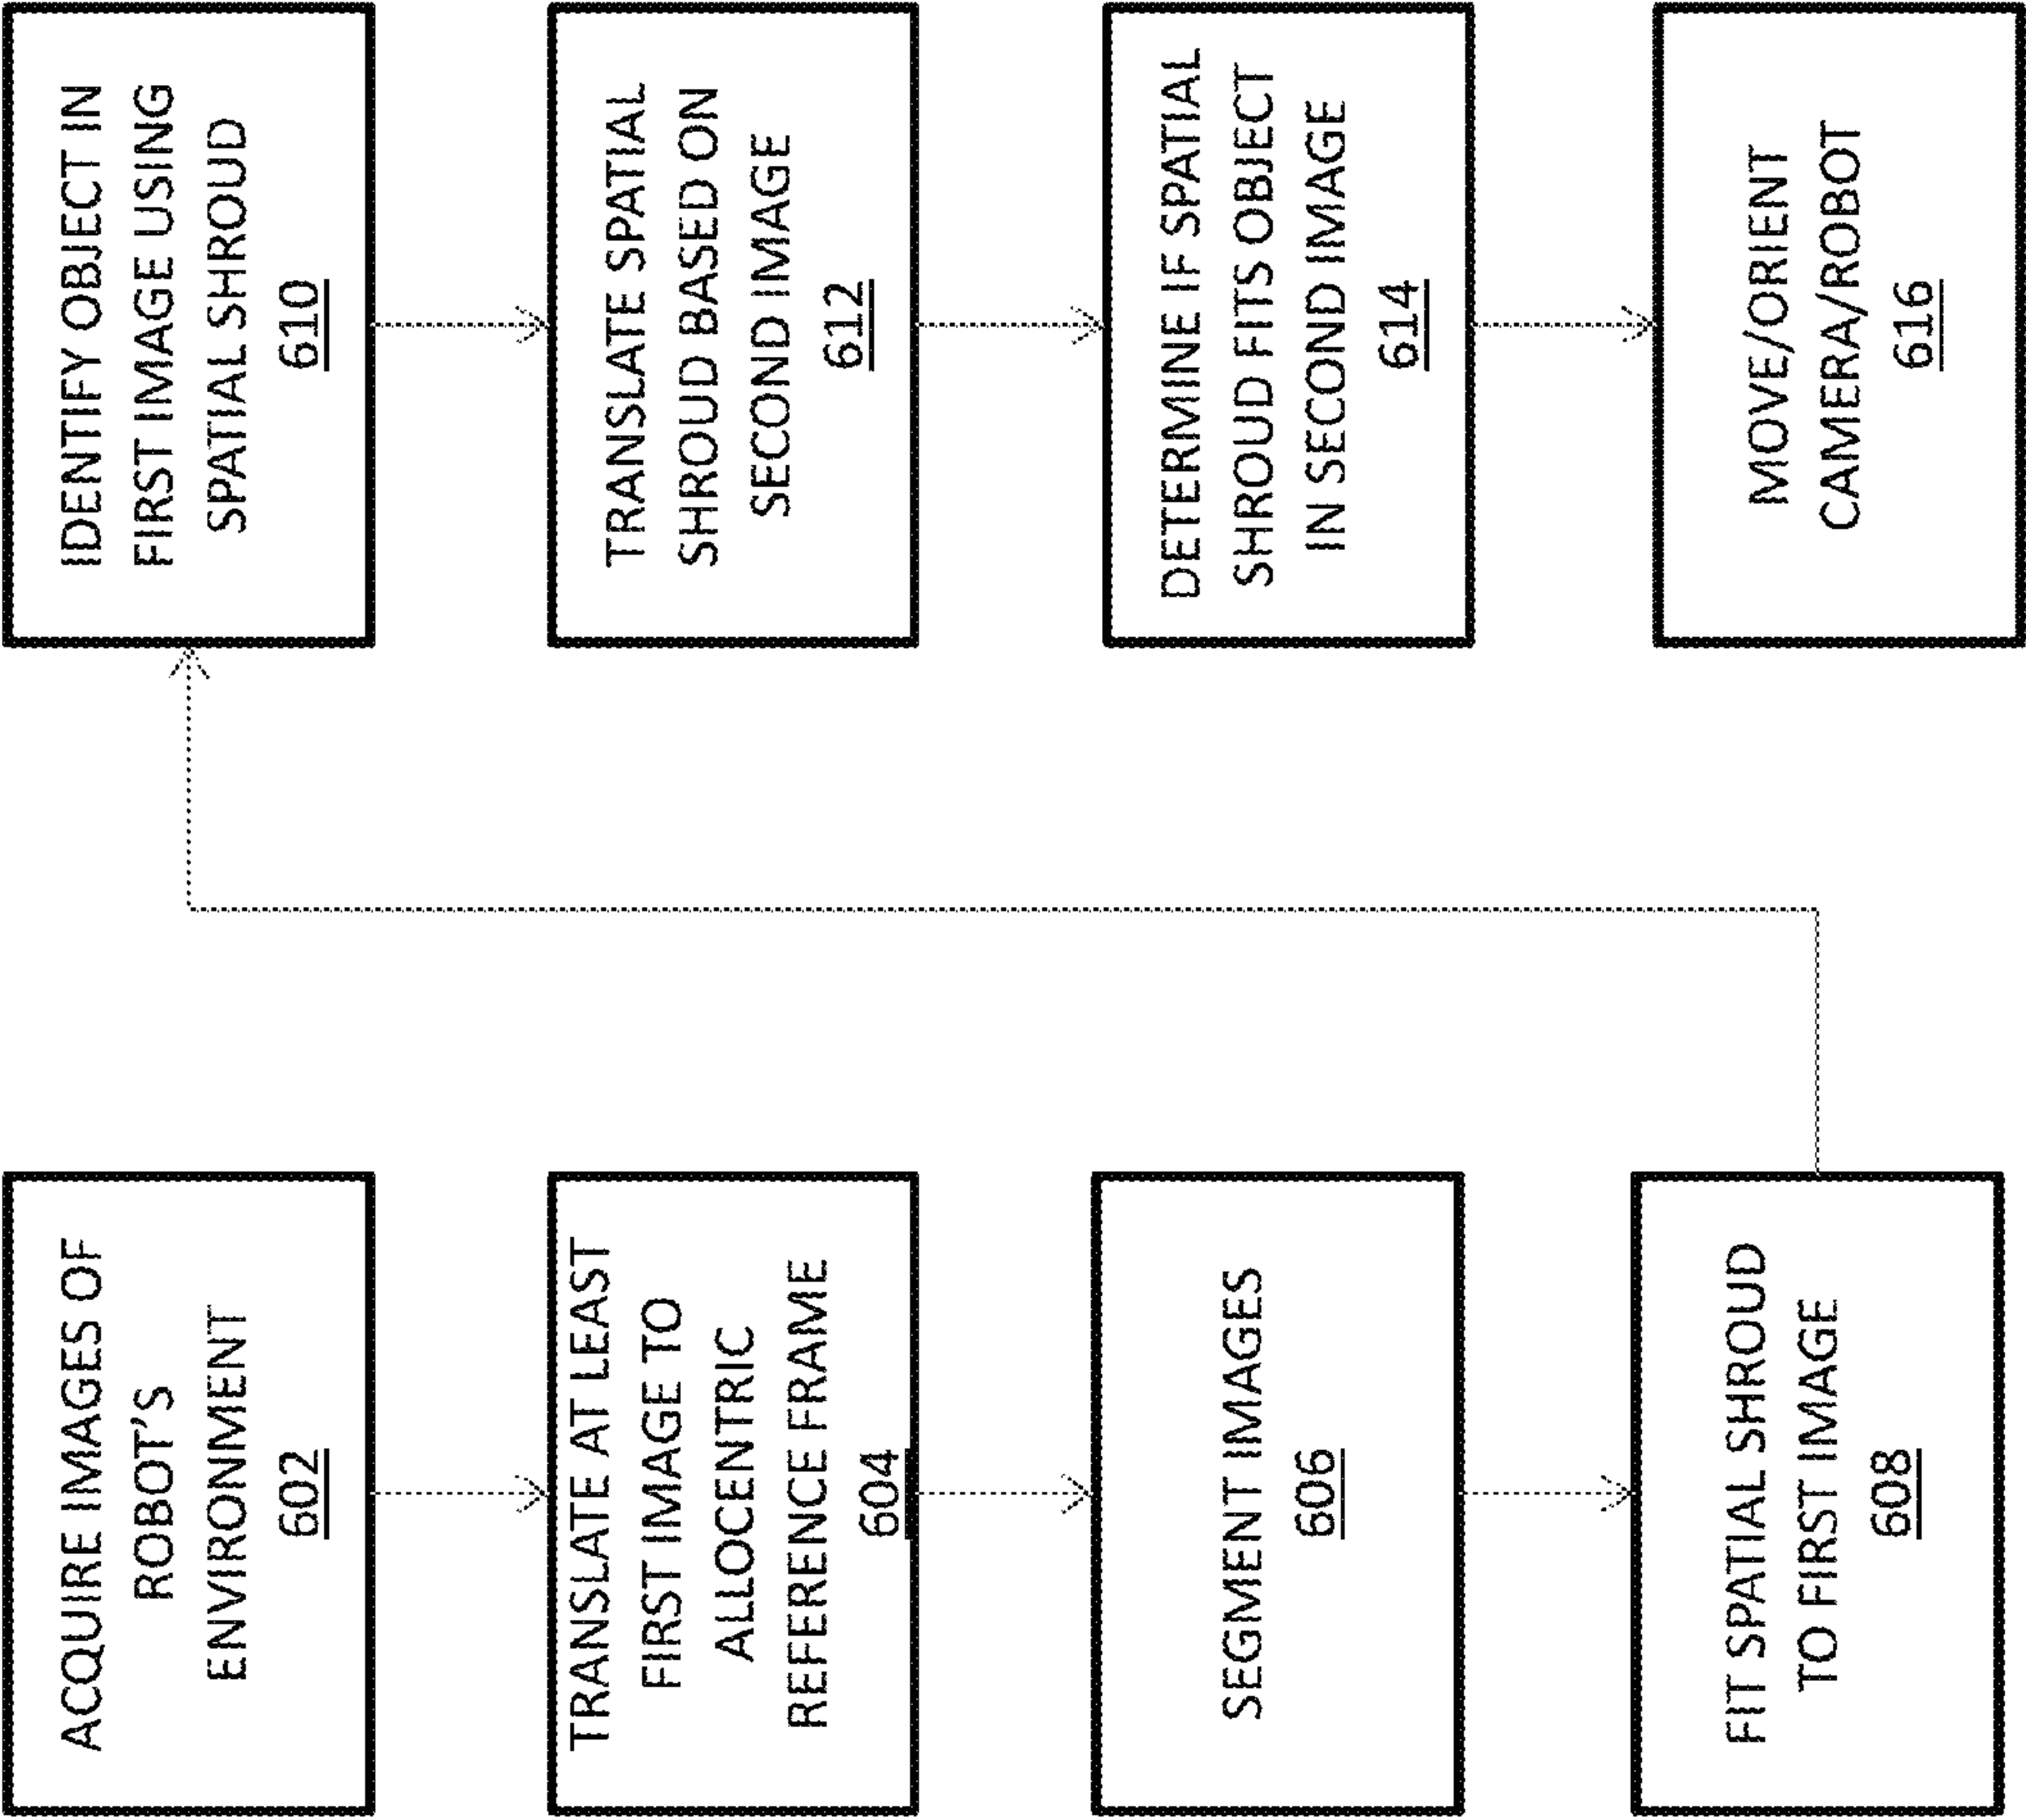 ACQUIRE IMAGES OF
ROBOT'S
ENVIRONMENT
602
TRANSLATE AT LEAST
FIRST IMAGE TO
ALLOCENTRIC
REFERENCE FRAME
604
SEGMENT IMAGES
606
FIT SPATIAL SHROUD
TO FIRST IMAGE
608
IDENTIFY OBJECT IN
FIRST IMAGE USING
SPATIAL SHROUD
610
TRANSLATE SPATIAL
SHROUD BASED ON
SECOND IMAGE
612
DETERMINE IF SPATIAL
SHROUD FITS OBJECT
IN SECOND IMAGE
614
MOVE/ORIENT
CAMERA/ROBOT
616